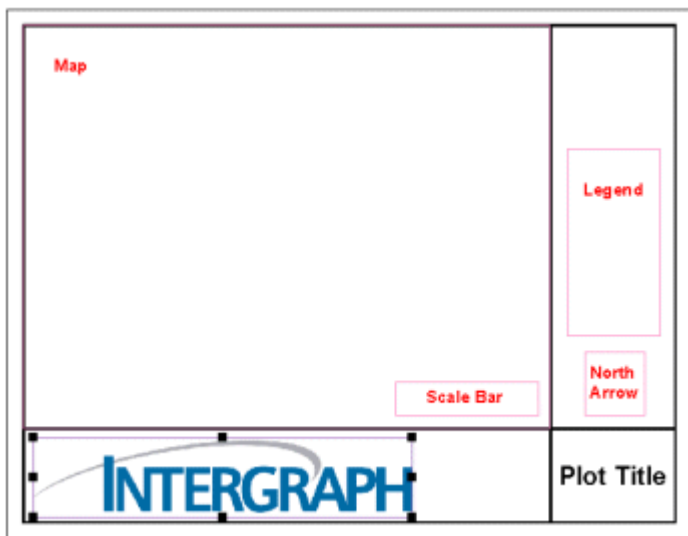 Map
Legend
North
Arrow
Scale Bar
INTERGRAPH
Plot Title